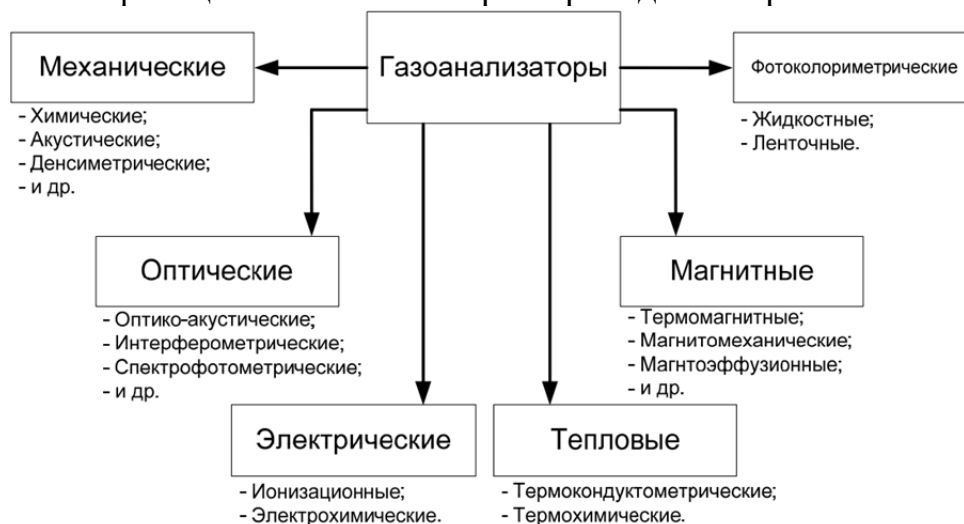 Газоанализаторы
Механические
- Химические;
- Акустические;
- Денсиметрические;
- и др.
Фотоколориметрические
- Жидкостные;
- Ленточные.
Оптические
- Оптико-акустические;
- Интерферометрические;
- Спектрофотометрические;
- и др.
Магнитные
- Термомагнитные;
- Магнитомеханические;
- Магнтоэффузионные;
- и др.
Электрические
- Ионизационные;
- Электрохимические.
Тепловые
- Термокондуктометрические;
- Термохимические.